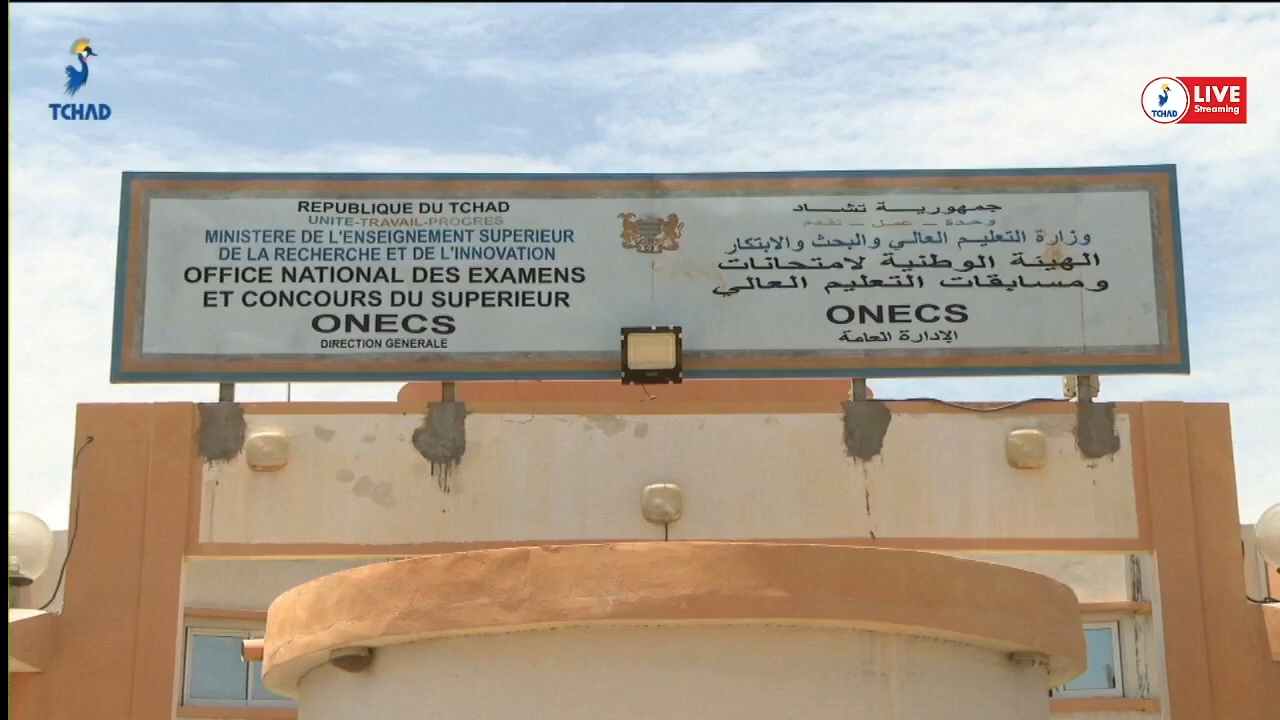 TCHAD
TCHAD
LIVE
Streaming
REPUBLIQUE DU TCHAD
UNITE-TRAVAIL-PROGRES
MINISTERE DE L'ENSEIGNEMENT SUPERIEUR
DE LA RECHERCHE ET DE L'INNOVATION
OFFICE NATIONAL DES EXAMENS
ET CONCOURS DU SUPERIEUR
ONECS
DIRECTION GENERALE
جمهورية تشاد
وحدة _ عمل _ تقدم
وزارة التعليم العالي والبحث والابتكار
الهيئة الوطنية لامتحانات
ومسابقات التعليم العالي
ONECS
الإدارة العامة